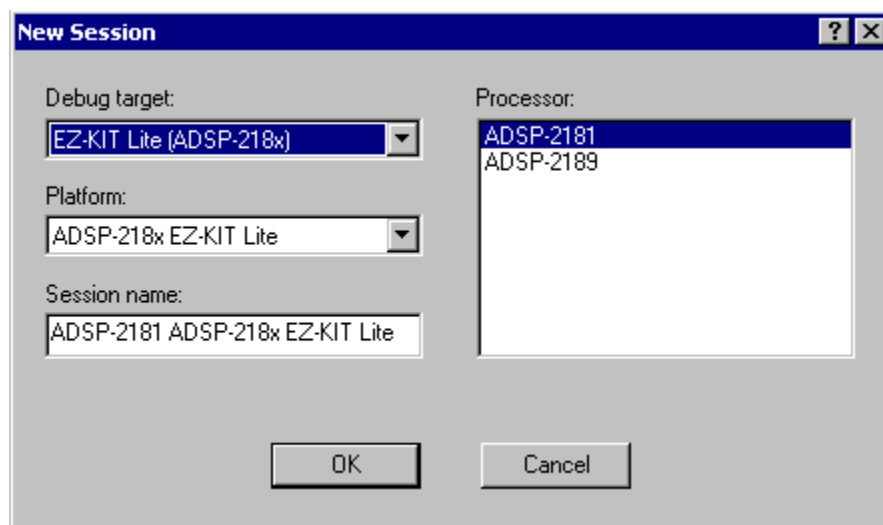 New Session
Debug target:
EZ-KIT Lite (ADSP-218x)
Platform:
ADSP-218x EZ-KIT Lite
Session name:
ADSP-2181 ADSP-218x EZ-KIT Lite
Processor:
ADSP-2181
ADSP-2189
OK
Cancel